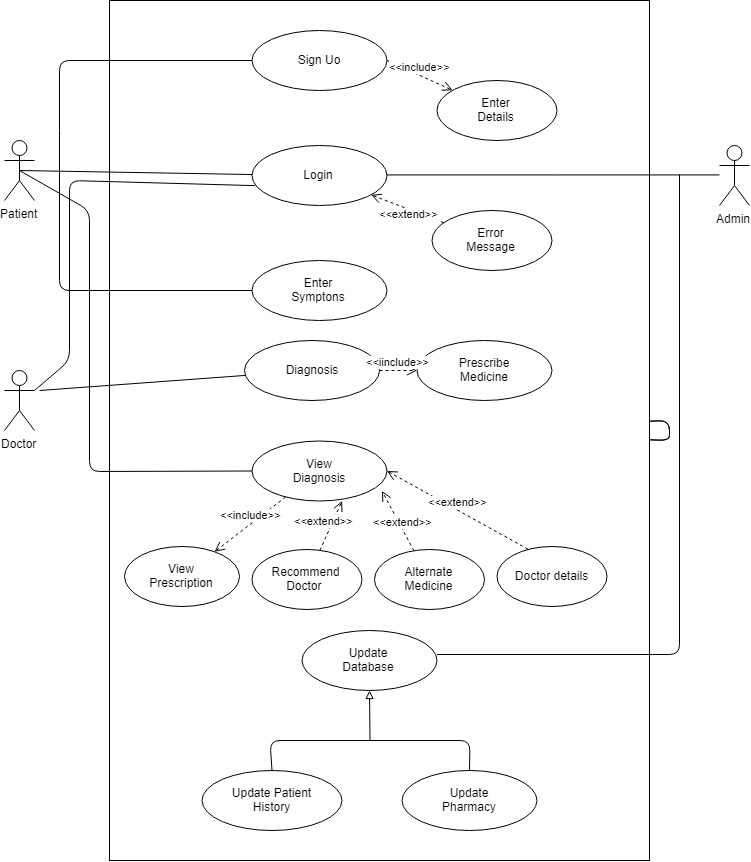 Sign Uo
<<include>>
Enter
Details
Login
Patient
Admin
<<extend>>
Error
Message
Enter
Symptons
<<iinclude>>
Diagnosis
Prescribe
Medicine
Doctor
View
Diagnosis
<<extend>>
<<include>>
<<extend>>
<<extend>>
View
Prescription
Recommend
Doctor
Alternate
Medicine
Doctor details
Update
Database
Update Patient
History
Update
Pharmacy